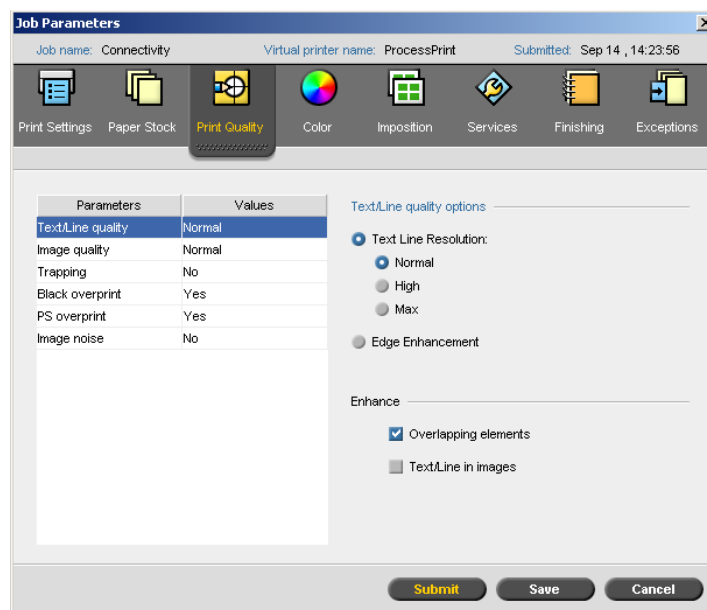 Job Parameters
Job name: Connectivity Virtual printer name: ProcessPrint Submitted: Sep 14 , 14:23:56
Print Settings Paper Stock Print Quality Color Imposition Services Finishing Exceptions
Parameters Values
Text/Line quality Normal
Image quality Normal
Trapping No
Black overprint Yes
PS overprint Yes
Image noise No
Text/Line quality options
Text Line Resolution:
Normal
High
Max
Edge Enhancement
Enhance
Overlapping elements
Text/Line in images
Submit Save Cancel